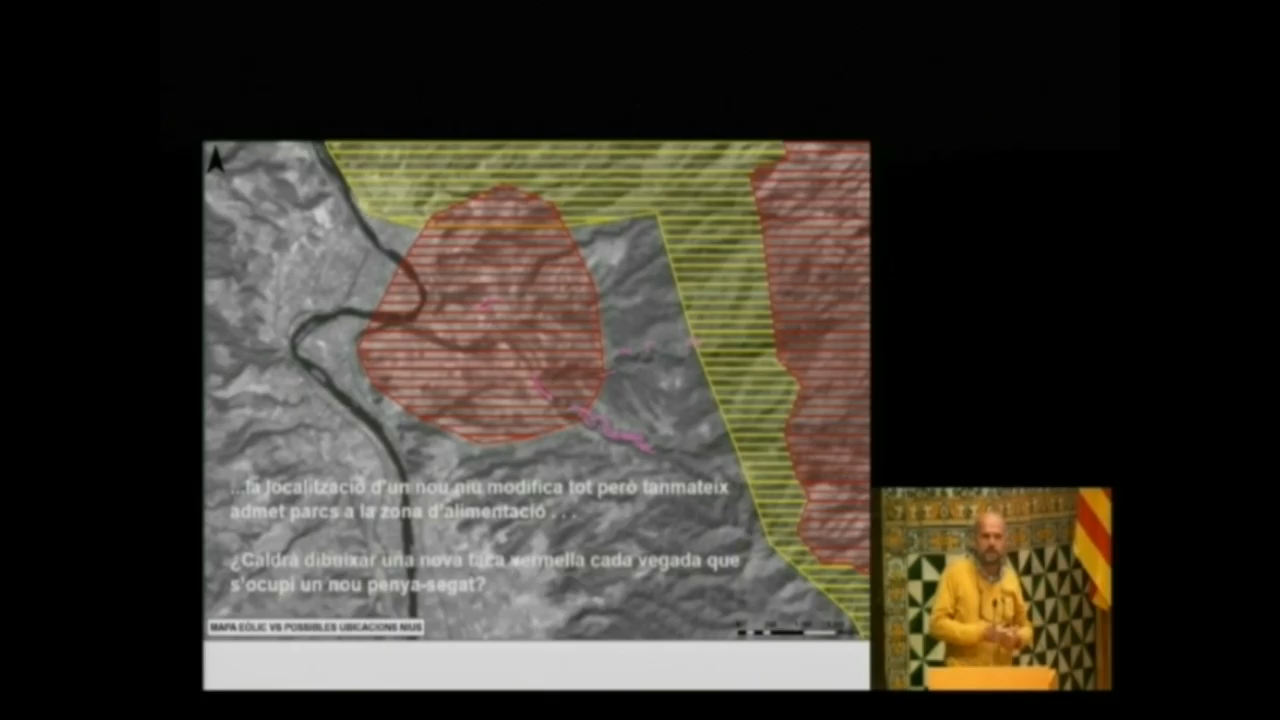 ...la localització d'un nou niu modifica tot però tanmateix
admet parcs a la zona d'alimentació . . .
¿Caldrà dibuixar una nova taca vermella cada vegada que
s'ocupi un nou penya-segat?
MAPA EÒLIC VS POSSIBLES UBICACIONS NIUS